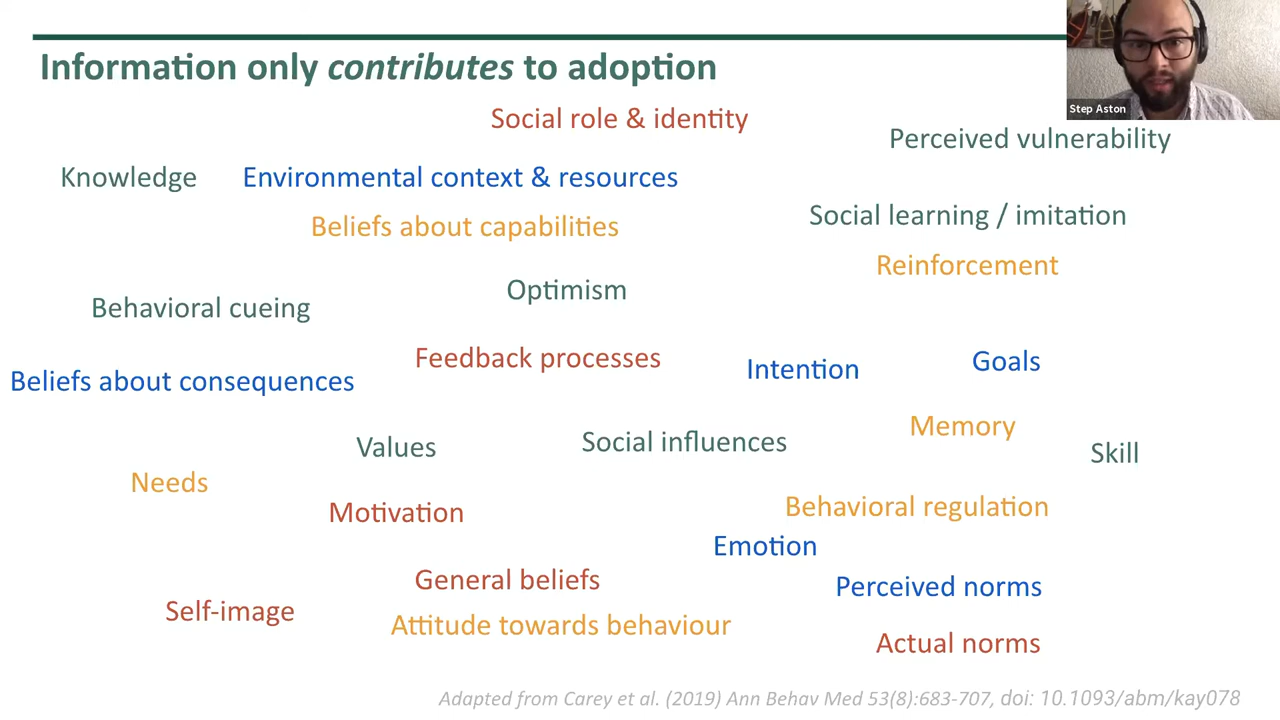 Information only contributes to adoption
Step Aston
Social role & identity
Perceived vulnerability
Knowledge
Environmental context & resources
Social learning / imitation
Beliefs about capabilities
Reinforcement
Optimism
Behavioral cueing
Feedback processes
Intention
Goals
Beliefs about consequences
Memory
Values
Social influences
Skill
Needs
Motivation
Behavioral regulation
Emotion
General beliefs
Perceived norms
Self-image
Attitude towards behaviour
Actual norms
Adapted from Carey et al. (2019) Ann Behav Med 53(8):683-707, doi: 10.1093/abm/kay078